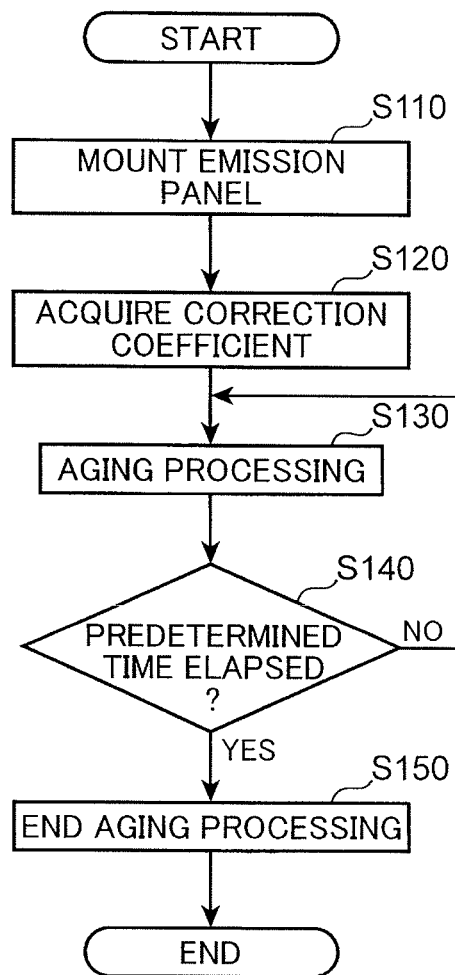 START
S110
MOUNT EMISSION
PANEL
S120
ACQUIRE CORRECTION
COEFFICIENT
S130
AGING PROCESSING
S140
PREDETERMINED
TIME ELAPSED
?
NO
YES
S150
END AGING PROCESSING
END